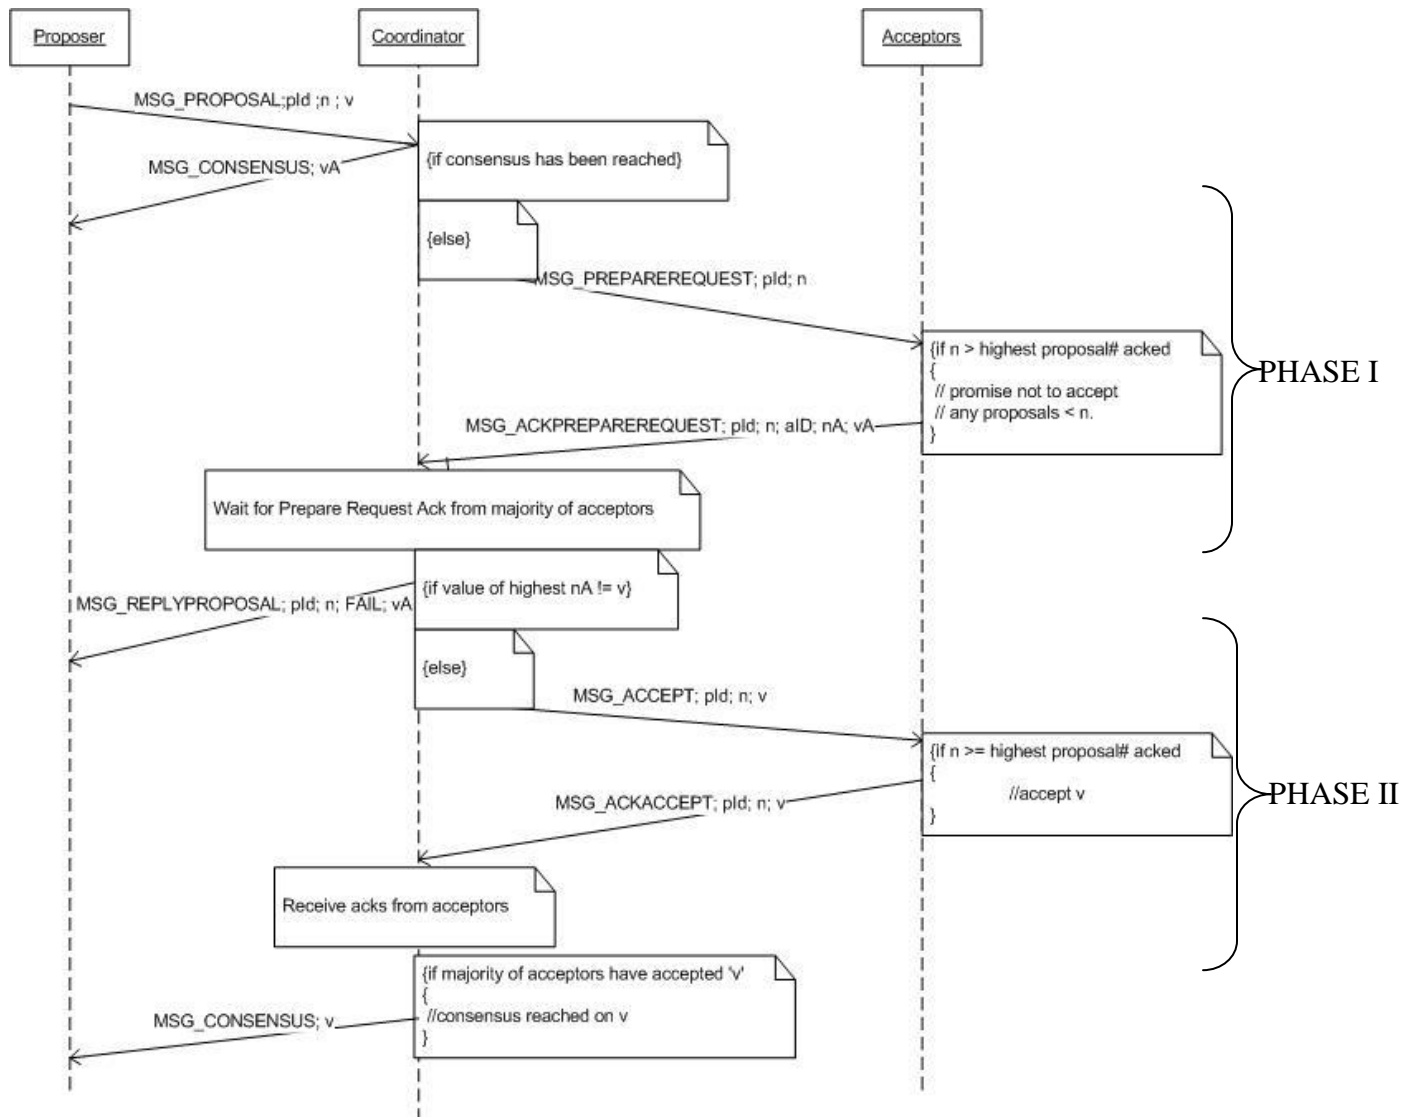 Proposer
Coordinator
Acceptors
MSG_PROPOSAL;pId ;n ; v
{if consensus has been reached}
MSG_CONSENSUS; vA
{else}
MSG_PREPAREREQUEST; pId; n
{if n > highest proposal# acked
{
// promise not to accept
// any proposals < n.
}
PHASE I
MSG_ACKPREPAREREQUEST; pId; n; aID; nA; vA
Wait for Prepare Request Ack from majority of acceptors
{if value of highest nA != v}
MSG_REPLYPROPOSAL; pId; n; FAIL; vA
{else}
MSG_ACCEPT; pId; n; v
{if n >= highest proposal# acked
{
//accept v
}
PHASE II
MSG_ACKACCEPT; pId; n; v
Receive acks from acceptors
{if majority of acceptors have accepted 'v'
{
//consensus reached on v
}
MSG_CONSENSUS; v